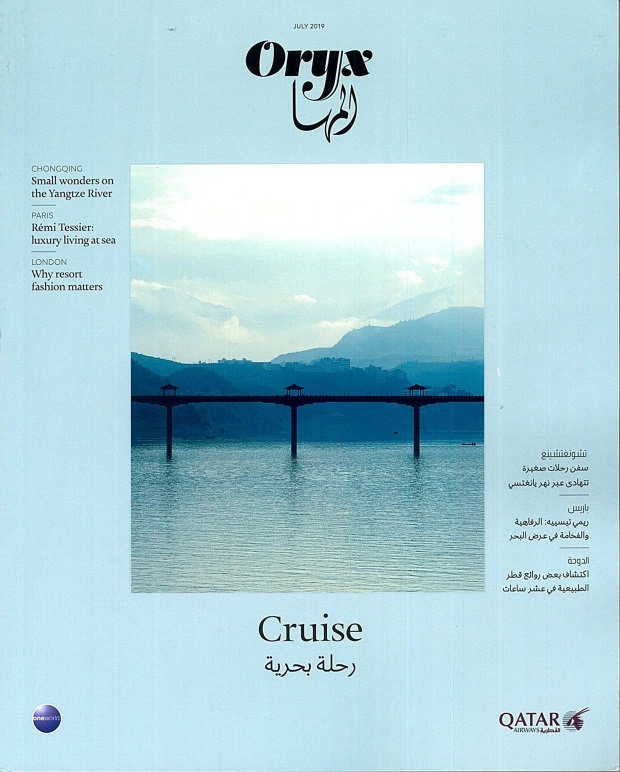 JULY 2019
Oryx
المها
CHONGQING
Small wonders on
the Yangtze River
PARIS
Rémi Tessier:
luxury living at sea
LONDON
Why resort
fashion matters
تشونغتشينغ
سفن رحلات صغيرة
تتهادى عبر نهر يانغتسي
باريس
ريمي تيسييه: الرفاهية
والفخامة في عرض البحر
الدوحة
اكتشاف بعض روائع قطر
الطبيعية في عشر ساعات
Cruise
رحلة بحرية
oneworld
QATAR
AIRWAYS القطرية